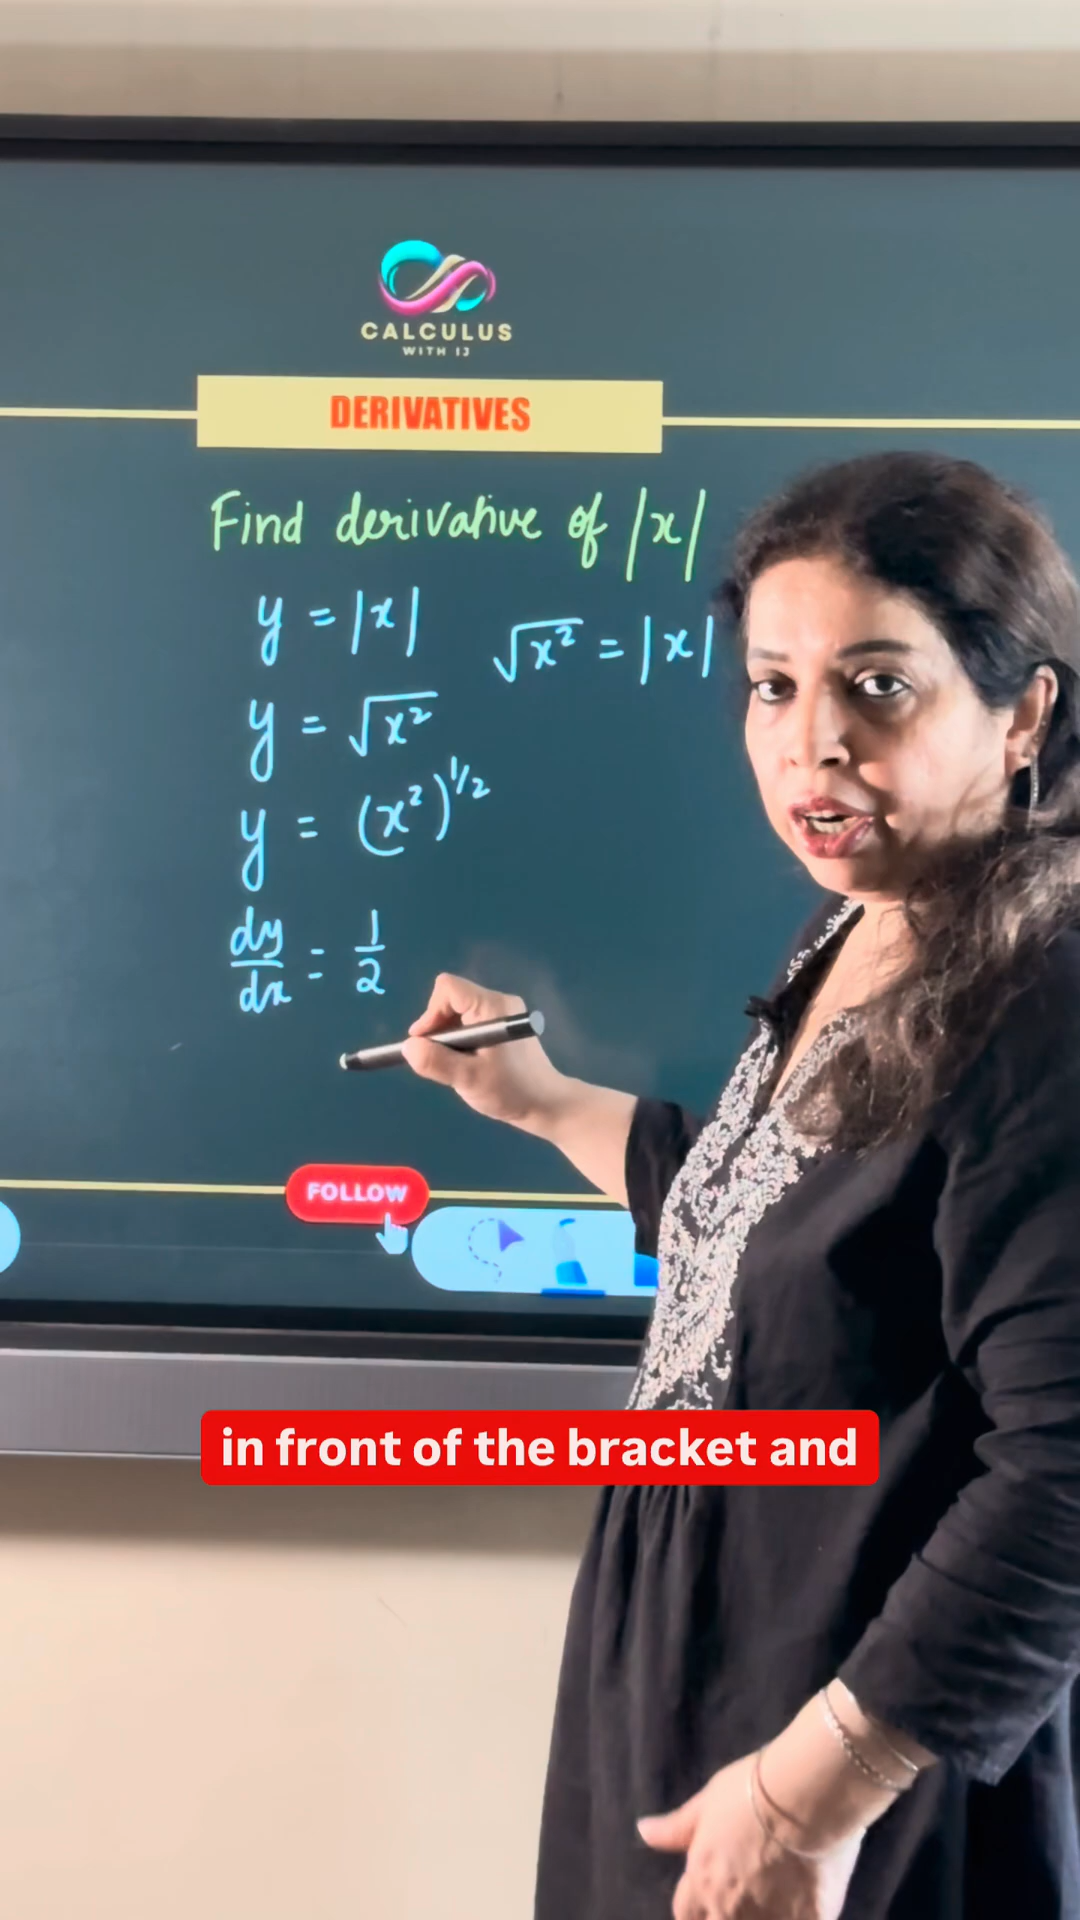 CALCULUS
WITH IJ
DERIVATIVES
Find derivative of |x|
y = |x|
√x² = |x|
y = √x²
y = (x²)^1/2
dy/dx = 1/2
FOLLOW
in front of the bracket and